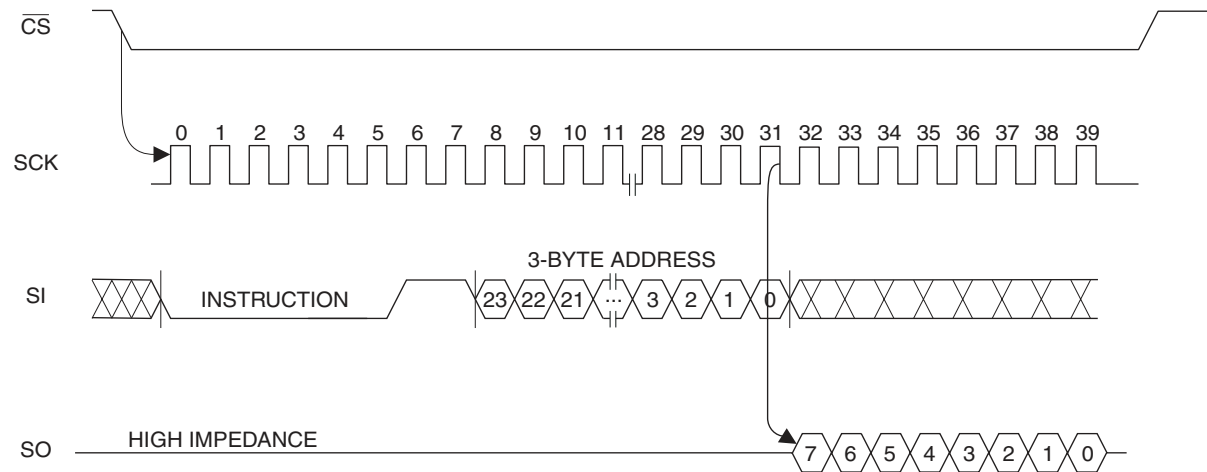 CS
0 1 2 3 4 5 6 7 8 9 10 11 28 29 30 31 32 33 34 35 36 37 38 39
SCK
3-BYTE ADDRESS
SI INSTRUCTION 23 22 21 ... 3 2 1 0
HIGH IMPEDANCE
SO 7 6 5 4 3 2 1 0